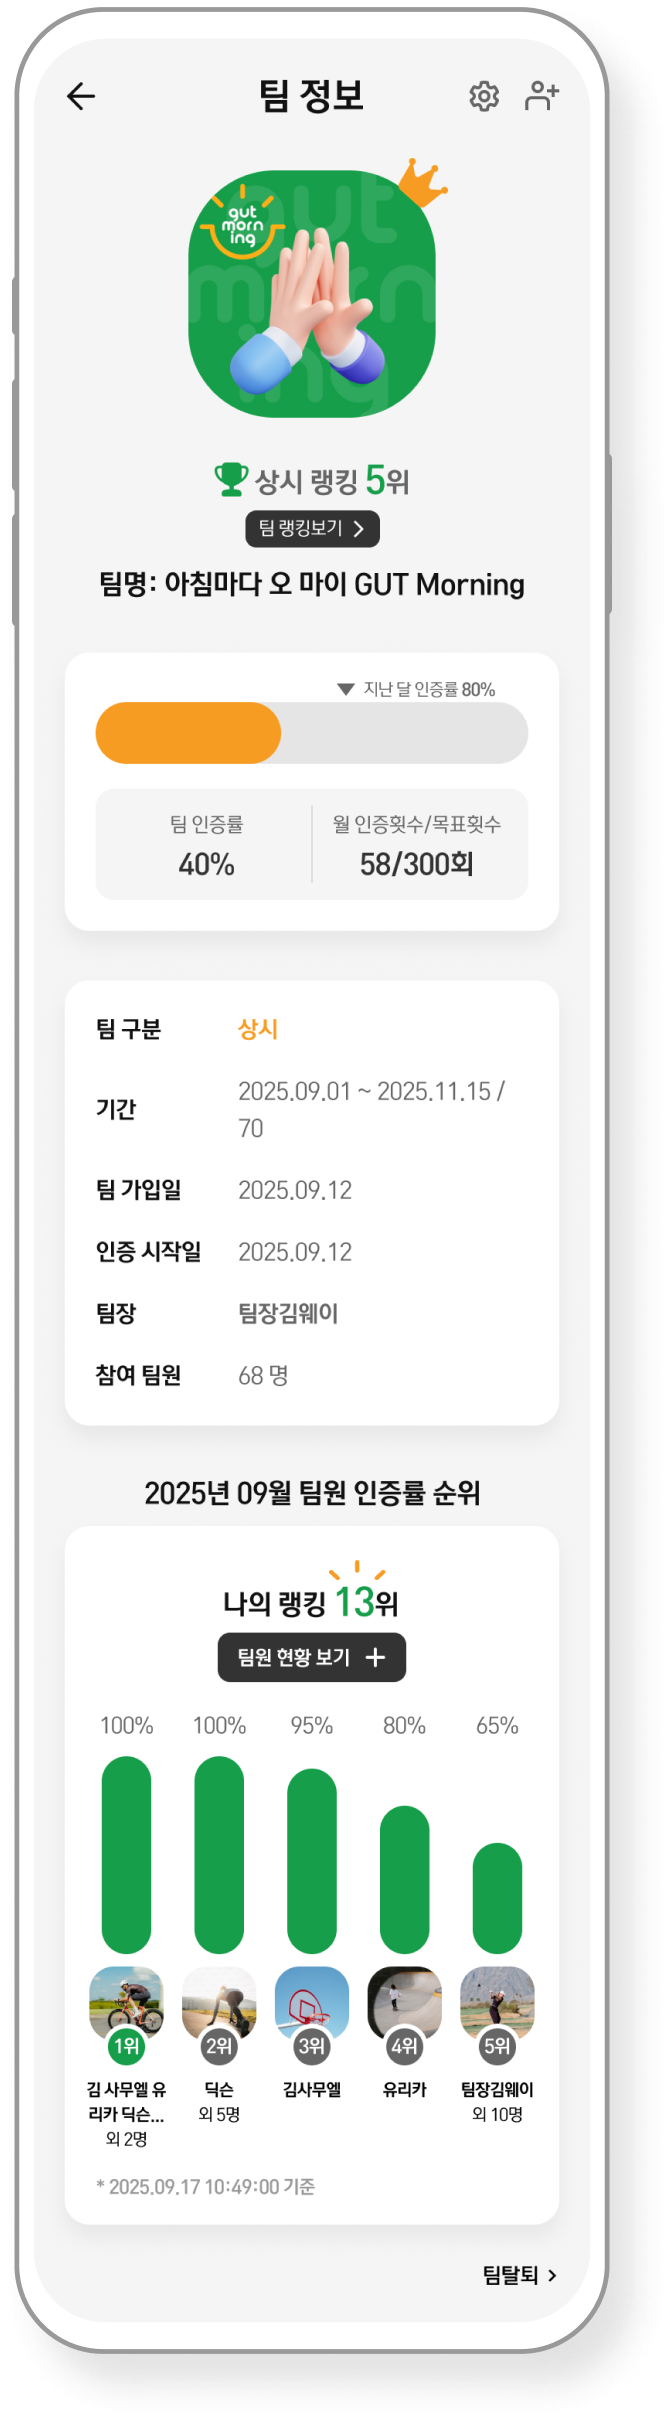 팀 정보
gut
morn
ing
gut
morn
ing
상시 랭킹 5위
팀 랭킹보기
팀명: 아침마다 오 마이 GUT Morning
▼ 지난 달 인증률 80%
팀 인증률
40%
월 인증횟수/목표횟수
58/300회
팀 구분 상시
기간 2025.09.01 ~ 2025.11.15 /
70
팀 가입일 2025.09.12
인증 시작일 2025.09.12
팀장 팀장김웨이
참여 팀원 68 명
2025년 09월 팀원 인증률 순위
나의 랭킹 13위
팀원 현황 보기 +
100% 100% 95% 80% 65%
1위 2위 3위 4위 5위
김 사무엘 유
리카 딕슨...
외 2명
딕슨
외 5명
김사무엘
유리카
팀장김웨이
외 10명
* 2025.09.17 10:49:00 기준
팀탈퇴 >